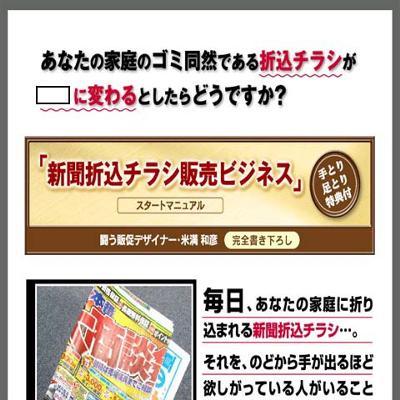 あなたの家庭のゴミ同然である折込チラシが
に変わるとしたらどうですか?
「新聞折込チラシ販売ビジネス」
手とり
足とり
特典付
スタートマニュアル
闘う販促デザイナー・米満 和彦 完全書き下ろし
毎日、あなたの家庭に折り
込まれる新聞折込チラシ…。
それを、のどから手が出るほど
欲しがっている人がいること